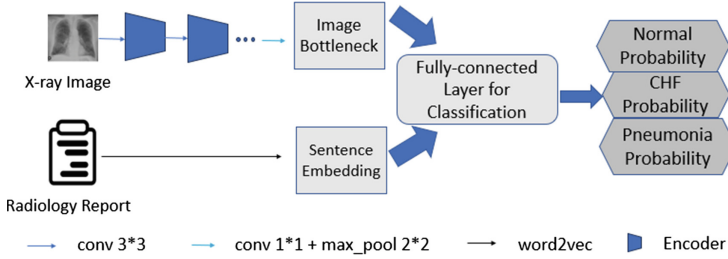 X-ray Image
Image
Bottleneck
Fully-connected
Layer for
Classification
Normal
Probability
CHF
Probability
Pneumonia
Probability
Radiology Report
Sentence
Embedding
conv 3*3
conv 1*1 + max_pool 2*2
word2vec
Encoder